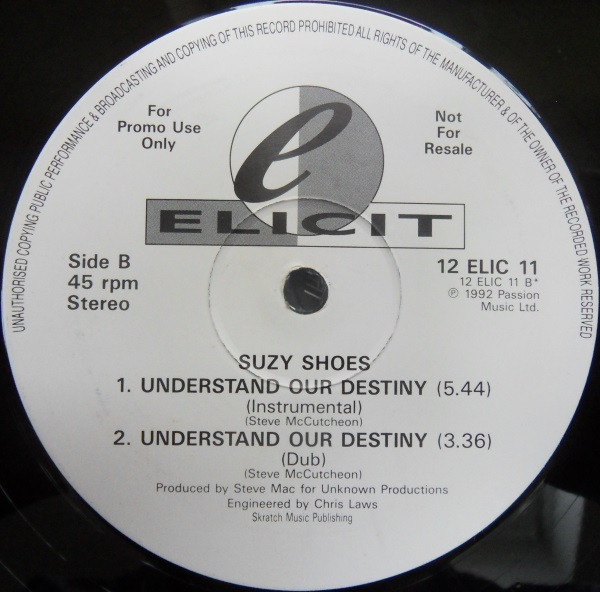 UNAUTHORISED COPYING PUBLIC PERFORMANCE & BROADCASTING AND COPYING OF THIS RECORD PROHIBITED ALL RIGHTS OF THE MANUFACTURER & OF THE OWNER OF THE RECORDED WORK RESERVED
For
Promo Use
Only
e
Not
For
Resale
ELICIT
Side B
45 rpm
Stereo
12 ELIC 11
12 ELIC 11 B*
℗ 1992 Passion
Music Ltd.
SUZY SHOES
1. UNDERSTAND OUR DESTINY (5.44)
(Instrumental)
(Steve McCutcheon)
2. UNDERSTAND OUR DESTINY (3.36)
(Dub)
(Steve McCutcheon)
Produced by Steve Mac for Unknown Productions
Engineered by Chris Laws
Skratch Music Publishing